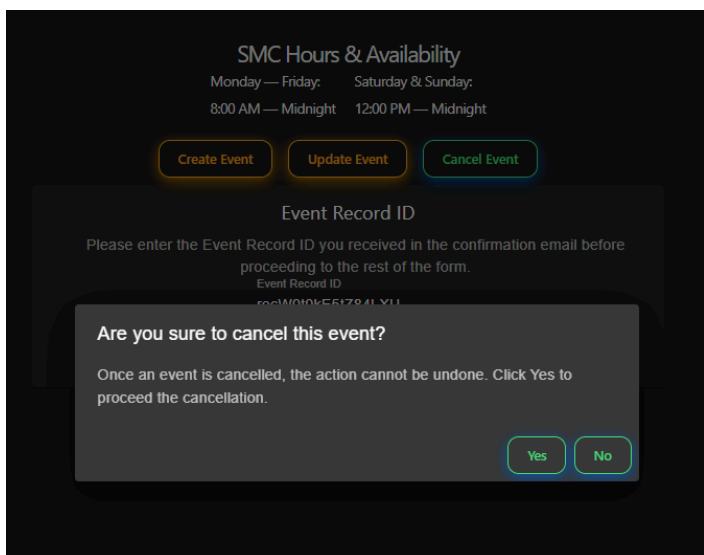 SMC Hours & Availability
Monday — Friday: Saturday & Sunday:
8:00 AM — Midnight 12:00 PM — Midnight
Create Event Update Event Cancel Event
Event Record ID
Please enter the Event Record ID you received in the confirmation email before
proceeding to the rest of the form.
Event Record ID
Are you sure to cancel this event?
Once an event is cancelled, the action cannot be undone. Click Yes to
proceed the cancellation.
Yes No